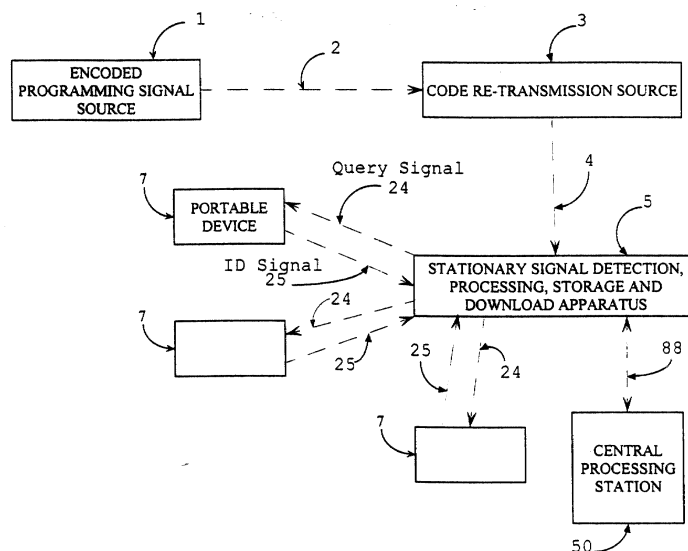 1
2
3
ENCODED
PROGRAMMING SIGNAL
SOURCE
CODE RE-TRANSMISSION SOURCE
4
Query Signal
24
7
PORTABLE
DEVICE
5
ID Signal
25
STATIONARY SIGNAL DETECTION,
PROCESSING, STORAGE AND
DOWNLOAD APPARATUS
24
7
25
25
24
88
7
CENTRAL
PROCESSING
STATION
50